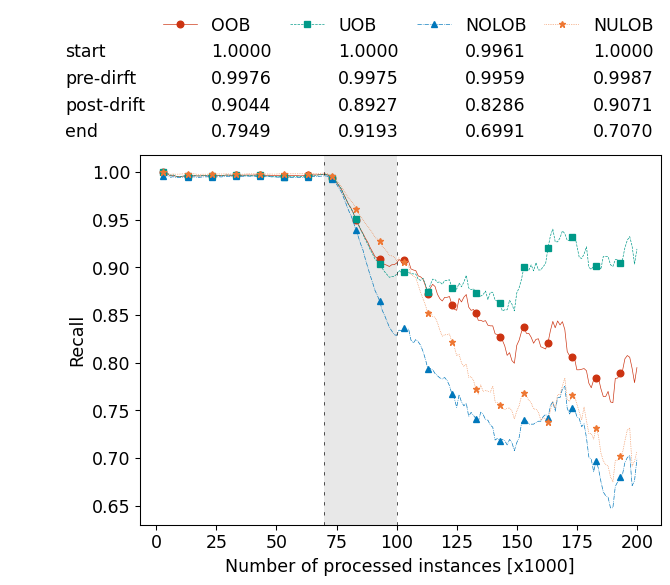 OOB UOB NOLOB NULOB
start 1.0000 1.0000 0.9961 1.0000
pre-dirft 0.9976 0.9975 0.9959 0.9987
post-drift 0.9044 0.8927 0.8286 0.9071
end 0.7949 0.9193 0.6991 0.7070
1.00
0.95
0.90
0.85
0.80
0.75
0.70
0.65
Recall
0 25 50 75 100 125 150 175 200
Number of processed instances [x1000]